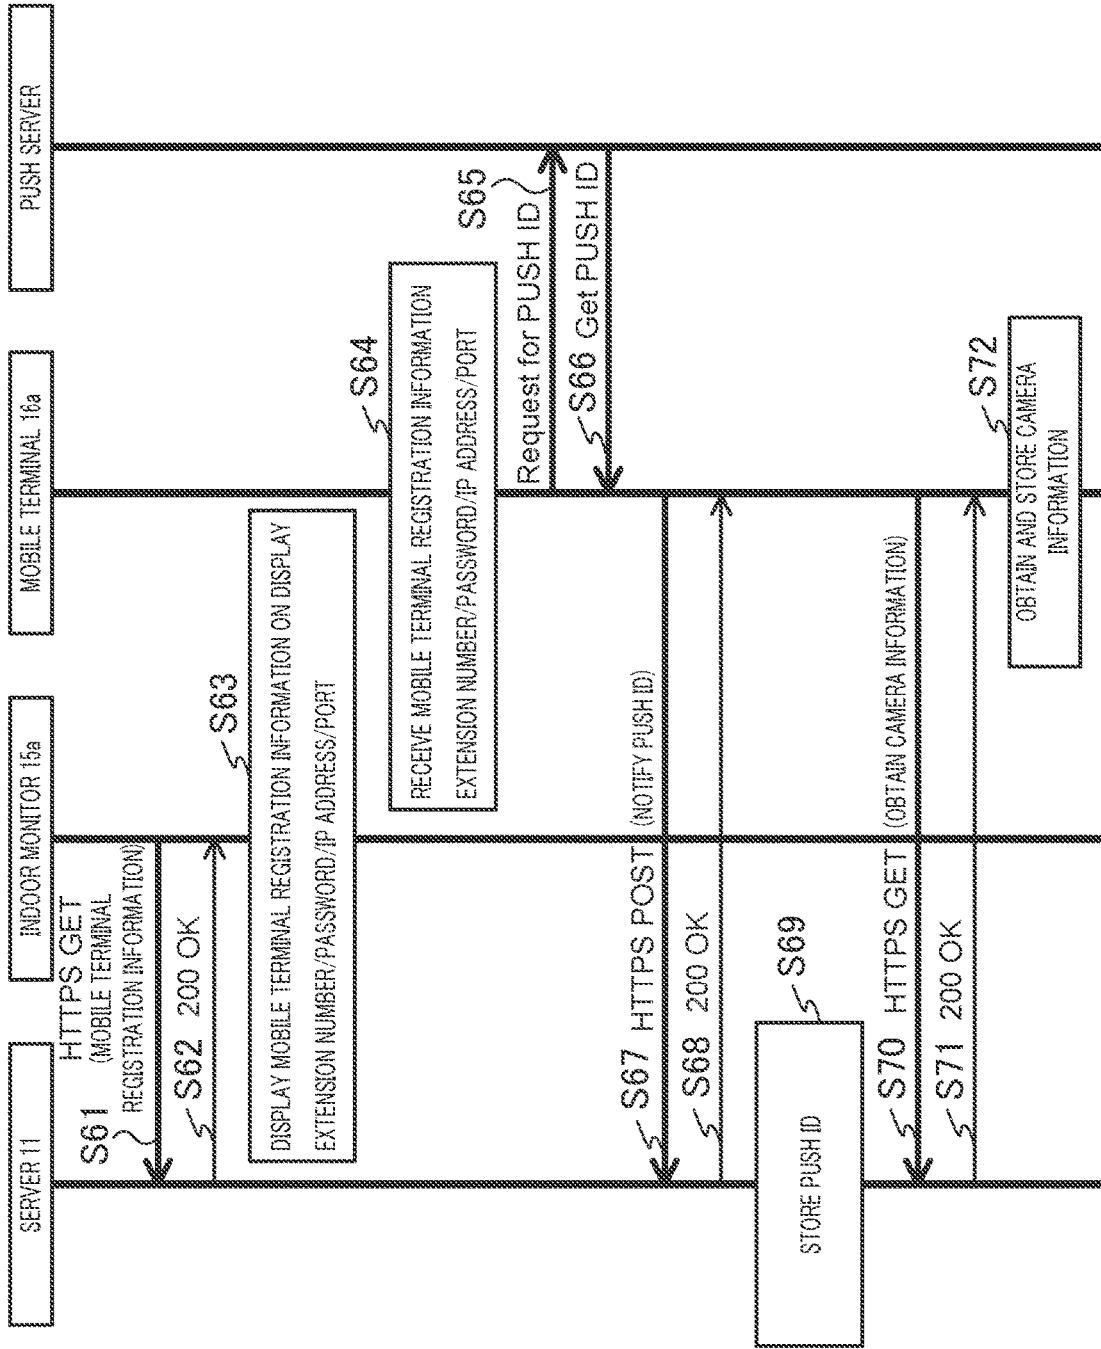 SERVER 11
INDOOR MONITOR 15a
MOBILE TERMINAL 16a
PUSH SERVER
HTTPS GET
(MOBILE TERMINAL
REGISTRATION INFORMATION)
S61
S62 200 OK
S63
DISPLAY MOBILE TERMINAL REGISTRATION INFORMATION ON DISPLAY
EXTENSION NUMBER/PASSWORD/IP ADDRESS/PORT
S64
RECEIVE MOBILE TERMINAL REGISTRATION INFORMATION
EXTENSION NUMBER/PASSWORD/IP ADDRESS/PORT
S65
Request for PUSH ID
S66 Get PUSH ID
S67 HTTPS POST (NOTIFY PUSH ID)
S68 200 OK
S69
STORE PUSH ID
S70 HTTPS GET (OBTAIN CAMERA INFORMATION)
S71 200 OK
S72
OBTAIN AND STORE CAMERA
INFORMATION